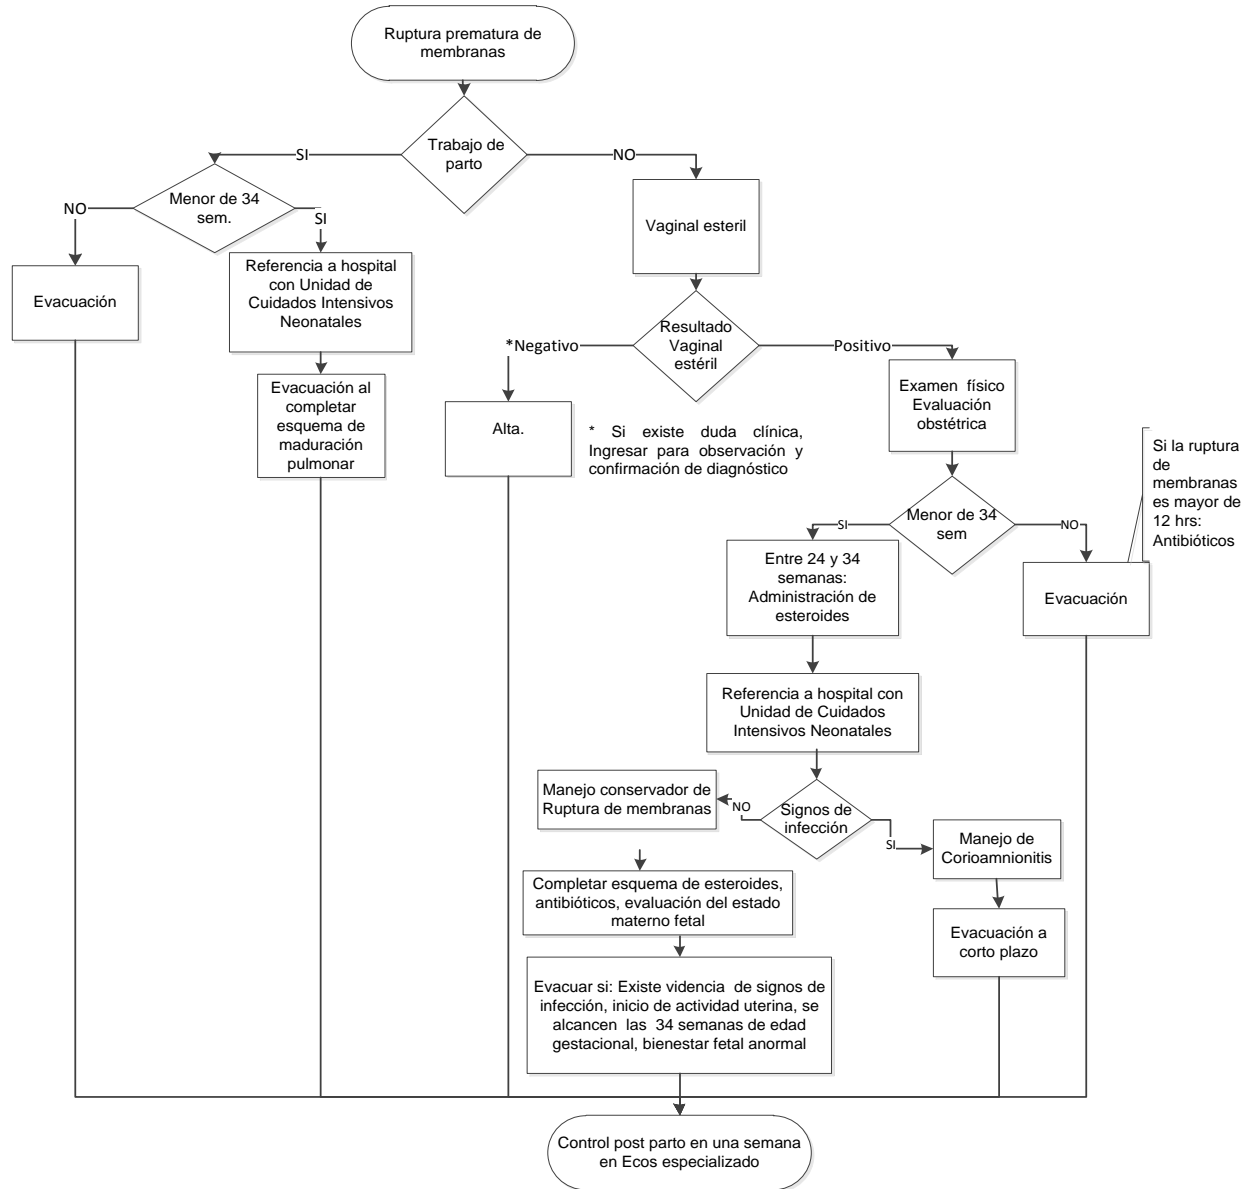 Ruptura prematura de
membranas
Trabajo de
parto
SI
NO
Menor de 34
sem.
NO
SI
Vaginal esteril
Evacuación
Referencia a hospital
con Unidad de
Cuidados Intensivos
Neonatales
Resultado
Vaginal
estéril
*Negativo
Positivo
Evacuación al
completar
esquema de
maduración
pulmonar
Alta.
* Si existe duda clínica,
Ingresar para observación y
confirmación de diagnóstico
Examen físico
Evaluación
obstétrica
Si la ruptura
de
membranas
es mayor de
12 hrs:
Antibióticos
Menor de 34
sem
SI
NO
Entre 24 y 34
semanas:
Administración de
esteroides
Evacuación
Referencia a hospital con
Unidad de Cuidados
Intensivos Neonatales
Manejo conservador de
Ruptura de membranas
NO
Signos de
infección
SI
Manejo de
Corioamnionitis
Completar esquema de esteroides,
antibióticos, evaluación del estado
materno fetal
Evacuación a
corto plazo
Evacuar si: Existe videncia de signos de
infección, inicio de actividad uterina, se
alcancen las 34 semanas de edad
gestacional, bienestar fetal anormal
Control post parto en una semana
en Ecos especializado